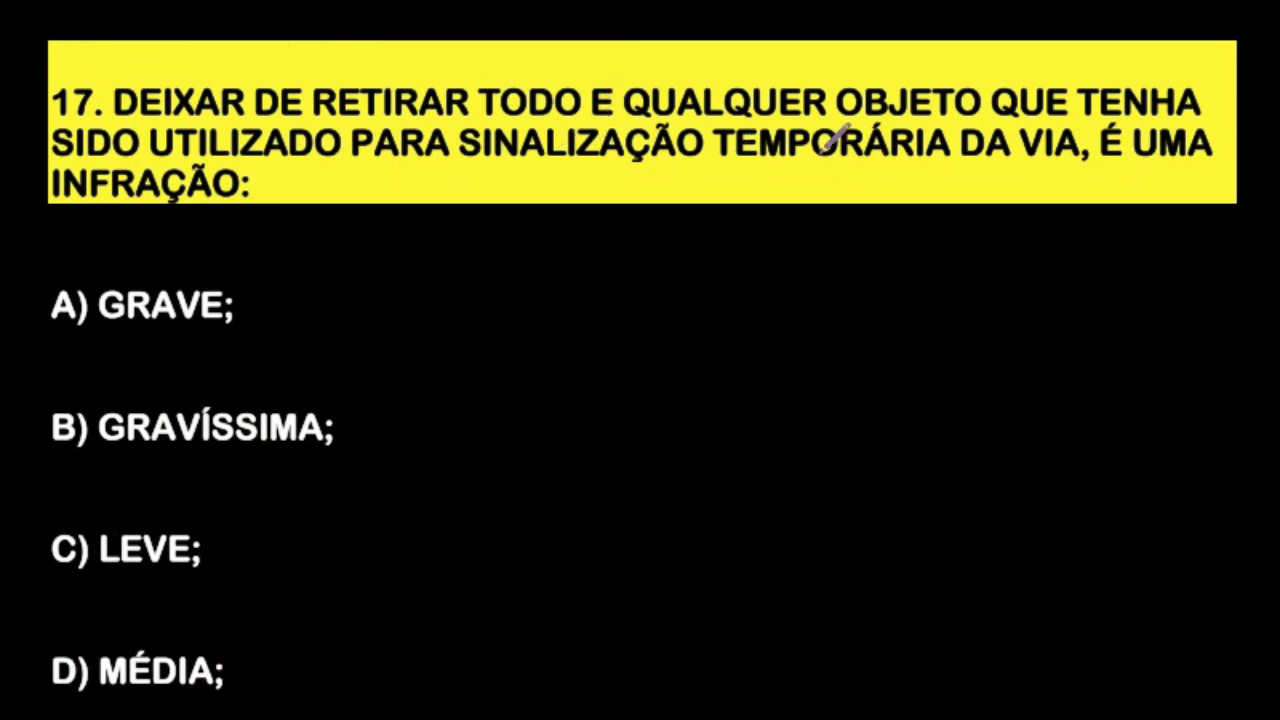 17. DEIXAR DE RETIRAR TODO E QUALQUER OBJETO QUE TENHA
SIDO UTILIZADO PARA SINALIZAÇÃO TEMPORÁRIA DA VIA, É UMA
INFRAÇÃO:
A) GRAVE;
B) GRAVÍSSIMA;
C) LEVE;
D) MÉDIA;